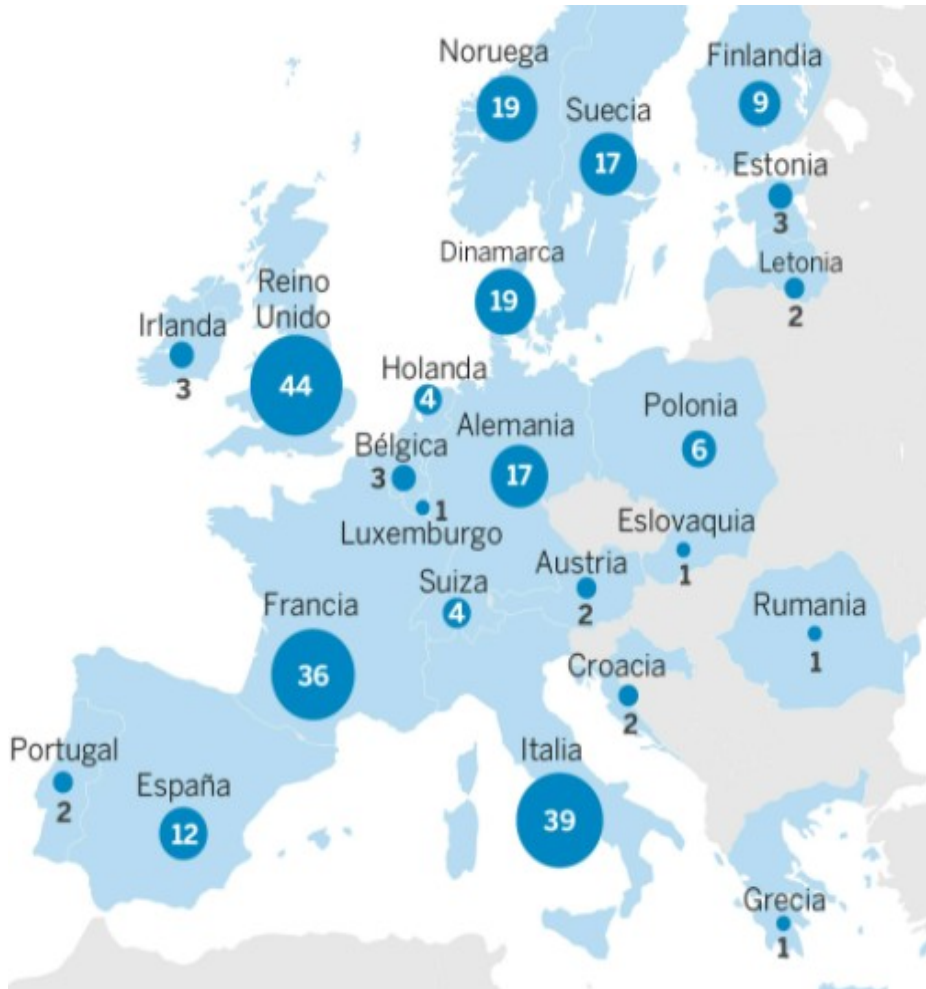 Noruega
19
Suecia
17
Finlandia
9
Estonia
3
Letonia
2
Dinamarca
19
Reino
Unido
44
Irlanda
3
Holanda
4
Alemania
17
Polonia
6
Bélgica
3
1
Luxemburgo
Eslovaquia
1
Austria
2
Suiza
4
Francia
36
Rumania
1
Croacia
2
Italia
39
Portugal
2
España
12
Grecia
1